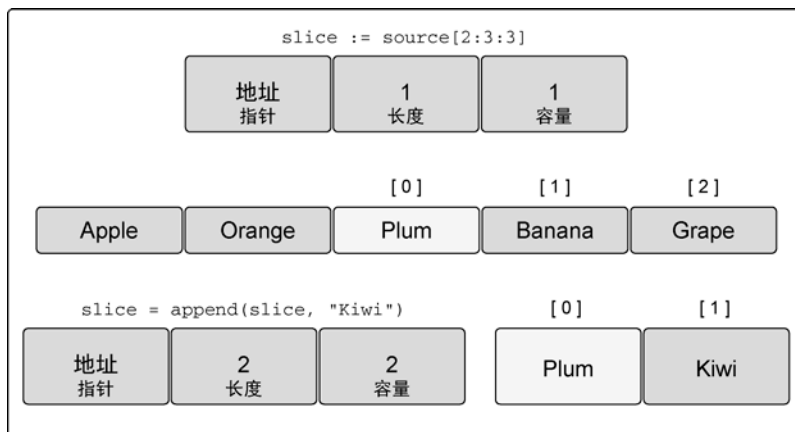 slice := source[2:3:3]
地址 1 1
指针 长度 容量
[0] [1] [2]
Apple Orange Plum Banana Grape
slice = append(slice, "Kiwi") [0] [1]
地址 2 2 Plum Kiwi
指针 长度 容量